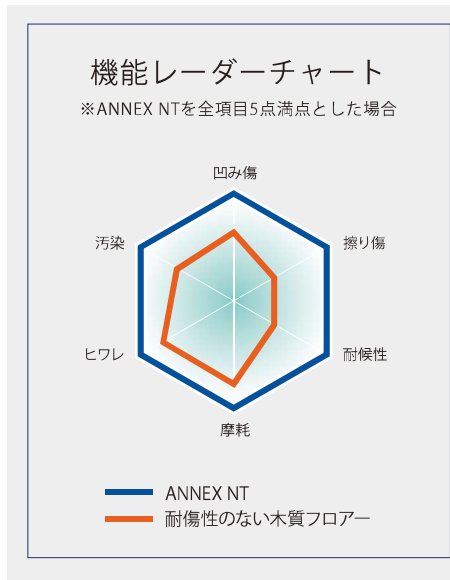 機能レーダーチャート
※ANNEX NTを全項目5点満点とした場合
凹み傷
汚染
擦り傷
ヒワレ
耐候性
摩耗
ANNEX NT
耐傷性のない木質フロアー